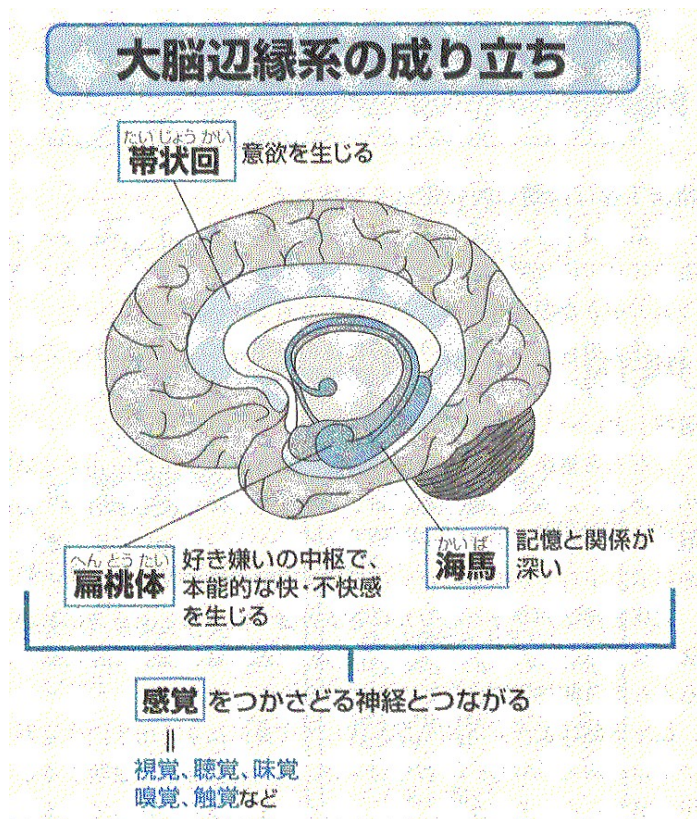 大脳辺縁系の成り立ち
たいじょうかい
帯状回
意欲を生じる
へんとうたい
扁桃体
好き嫌いの中枢で、
本能的な快・不快感
を生じる
かいば
海馬
記憶と関係が
深い
感覚をつかさどる神経とつながる
＝
視覚、聴覚、味覚
嗅覚、触覚など